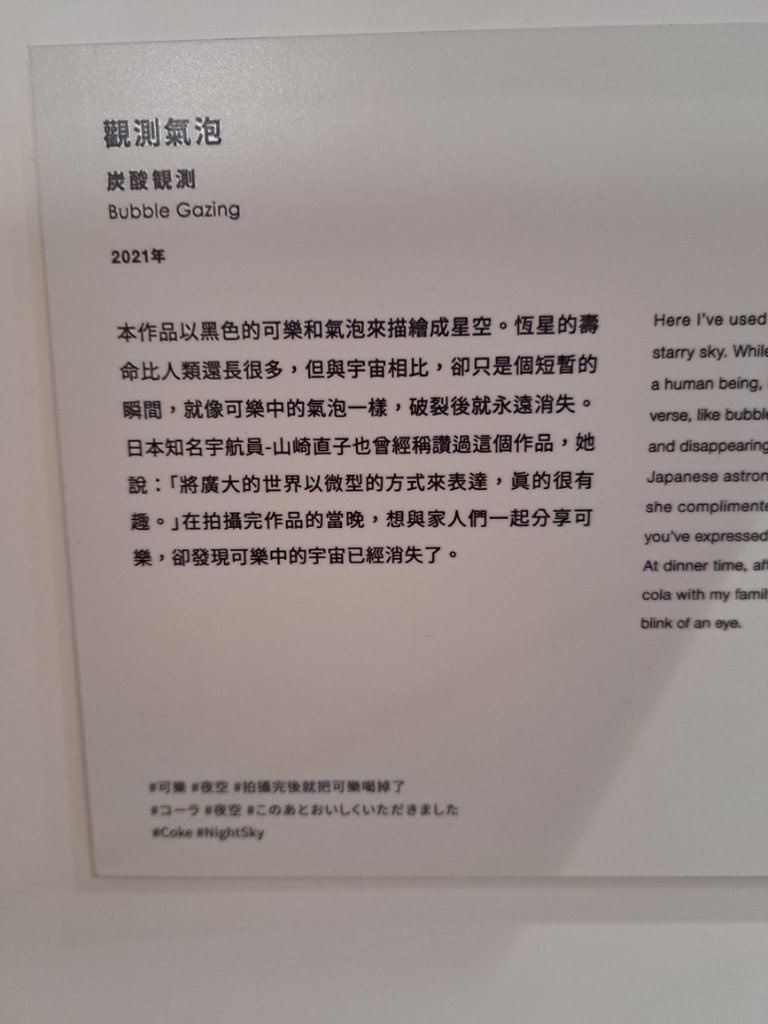 觀測氣泡
炭酸観測
Bubble Gazing
2021年
本作品以黑色的可樂和氣泡來描繪成星空。恆星的壽
命比人類還長很多，但與宇宙相比，卻只是個短暫的
瞬間，就像可樂中的氣泡一樣，破裂後就永遠消失。
日本知名宇航員-山崎直子也曾經稱讚過這個作品，她
說：「將廣大的世界以微型的方式來表達，真的很有
趣。」在拍攝完作品的當晚，想與家人們一起分享可
樂，卻發現可樂中的宇宙已經消失了。
Here I've used
starry sky. While
a human being,
verse, like bubble
and disappearing
Japanese astron
she complimente
you've expressed
At dinner time, aft
cola with my famil
blink of an eye.
#可樂 #夜空 #拍攝完後就把可樂喝掉了
#コーラ #夜空 #このあとおいしくいただきました
#Coke #NightSky